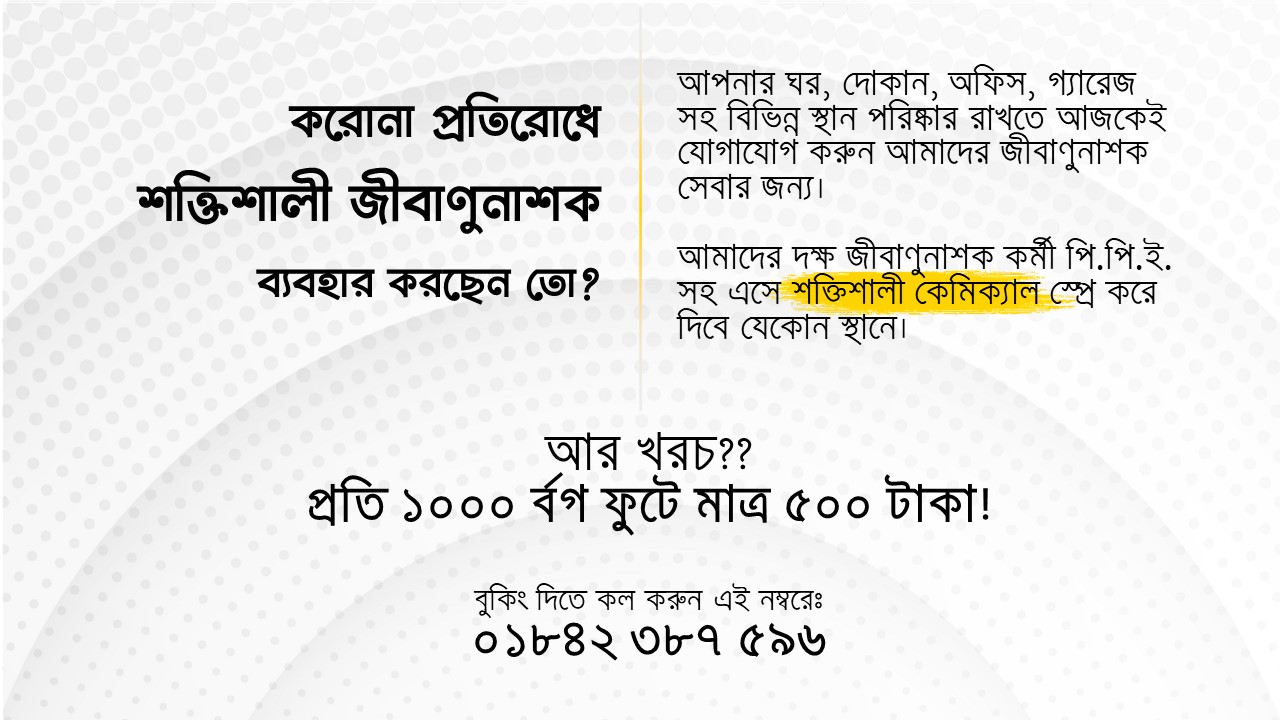 করোনা প্রতিরোধে
শক্তিশালী জীবাণুনাশক
ব্যবহার করছেন তো?
আপনার ঘর, দোকান, অফিস, গ্যারেজ
সহ বিভিন্ন স্থান পরিষ্কার রাখতে আজকেই
যোগাযোগ করুন আমাদের জীবাণুনাশক
সেবার জন্য।
আমাদের দক্ষ জীবাণুনাশক কর্মী পি.পি.ই.
সহ এসে শক্তিশালী কেমিক্যাল স্প্রে করে
দিবে যেকোন স্থানে।
আর খরচ??
প্রতি ১০০০ র্বগ ফুটে মাত্র ৫০০ টাকা!
বুকিং দিতে কল করুন এই নম্বরেঃ
০১৮৪২ ৩৮৭ ৫৯৬